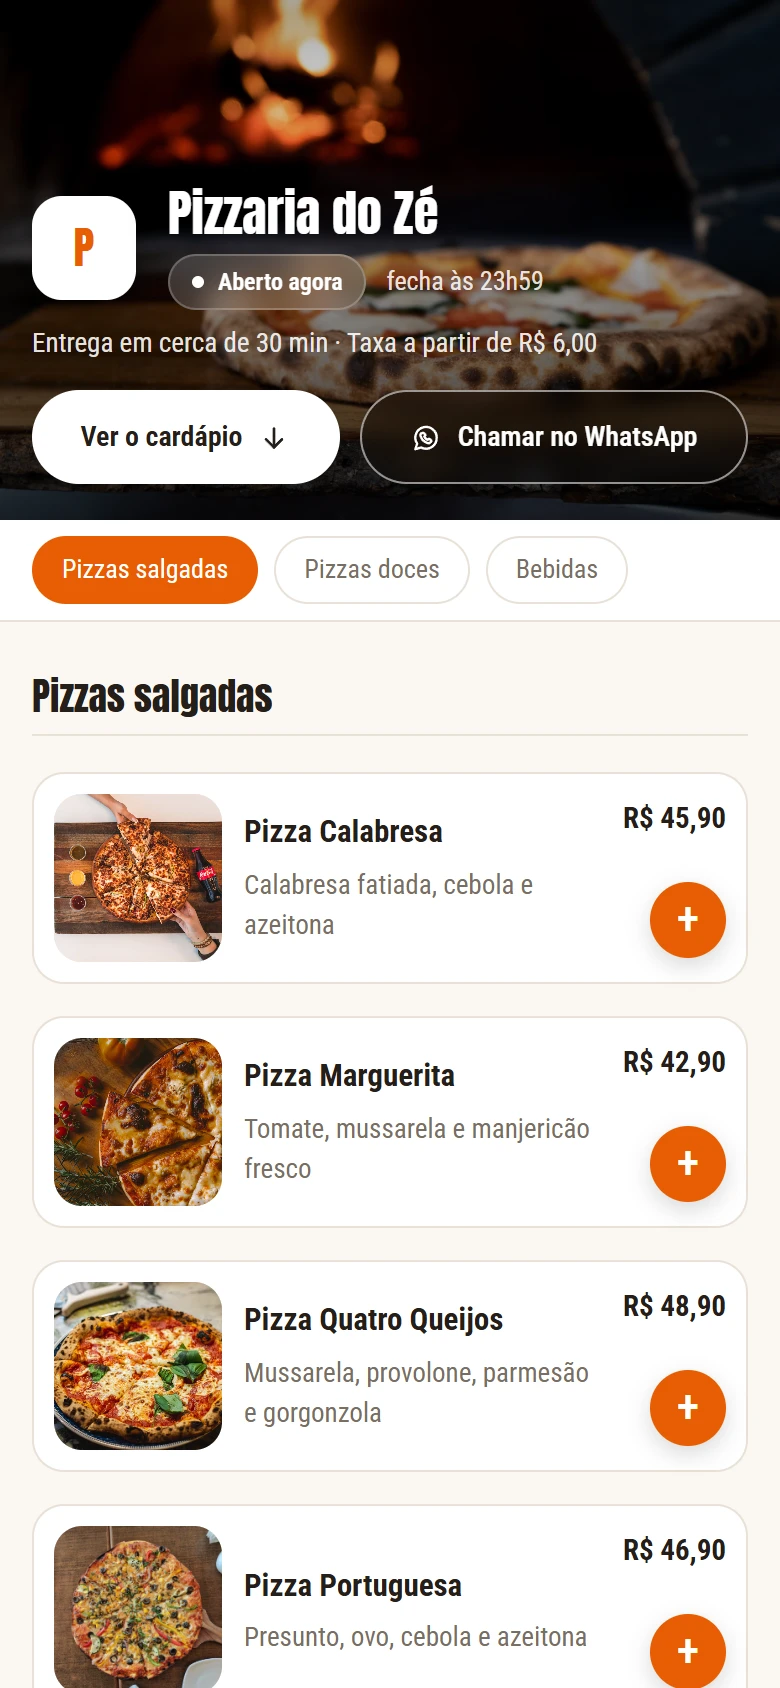 P
Pizzaria do Zé
Aberto agora
fecha às 23h59
Entrega em cerca de 30 min · Taxa a partir de R$ 6,00
Ver o cardápio ↓
Chamar no WhatsApp
Pizzas salgadas
Pizzas doces
Bebidas
Pizzas salgadas
Pizza Calabresa
R$ 45,90
Calabresa fatiada, cebola e
azeitona
+
Pizza Marguerita
R$ 42,90
Tomate, mussarela e manjericão
fresco
+
Pizza Quatro Queijos
R$ 48,90
Mussarela, provolone, parmesão
e gorgonzola
+
Pizza Portuguesa
R$ 46,90
Presunto, ovo, cebola e azeitona
+